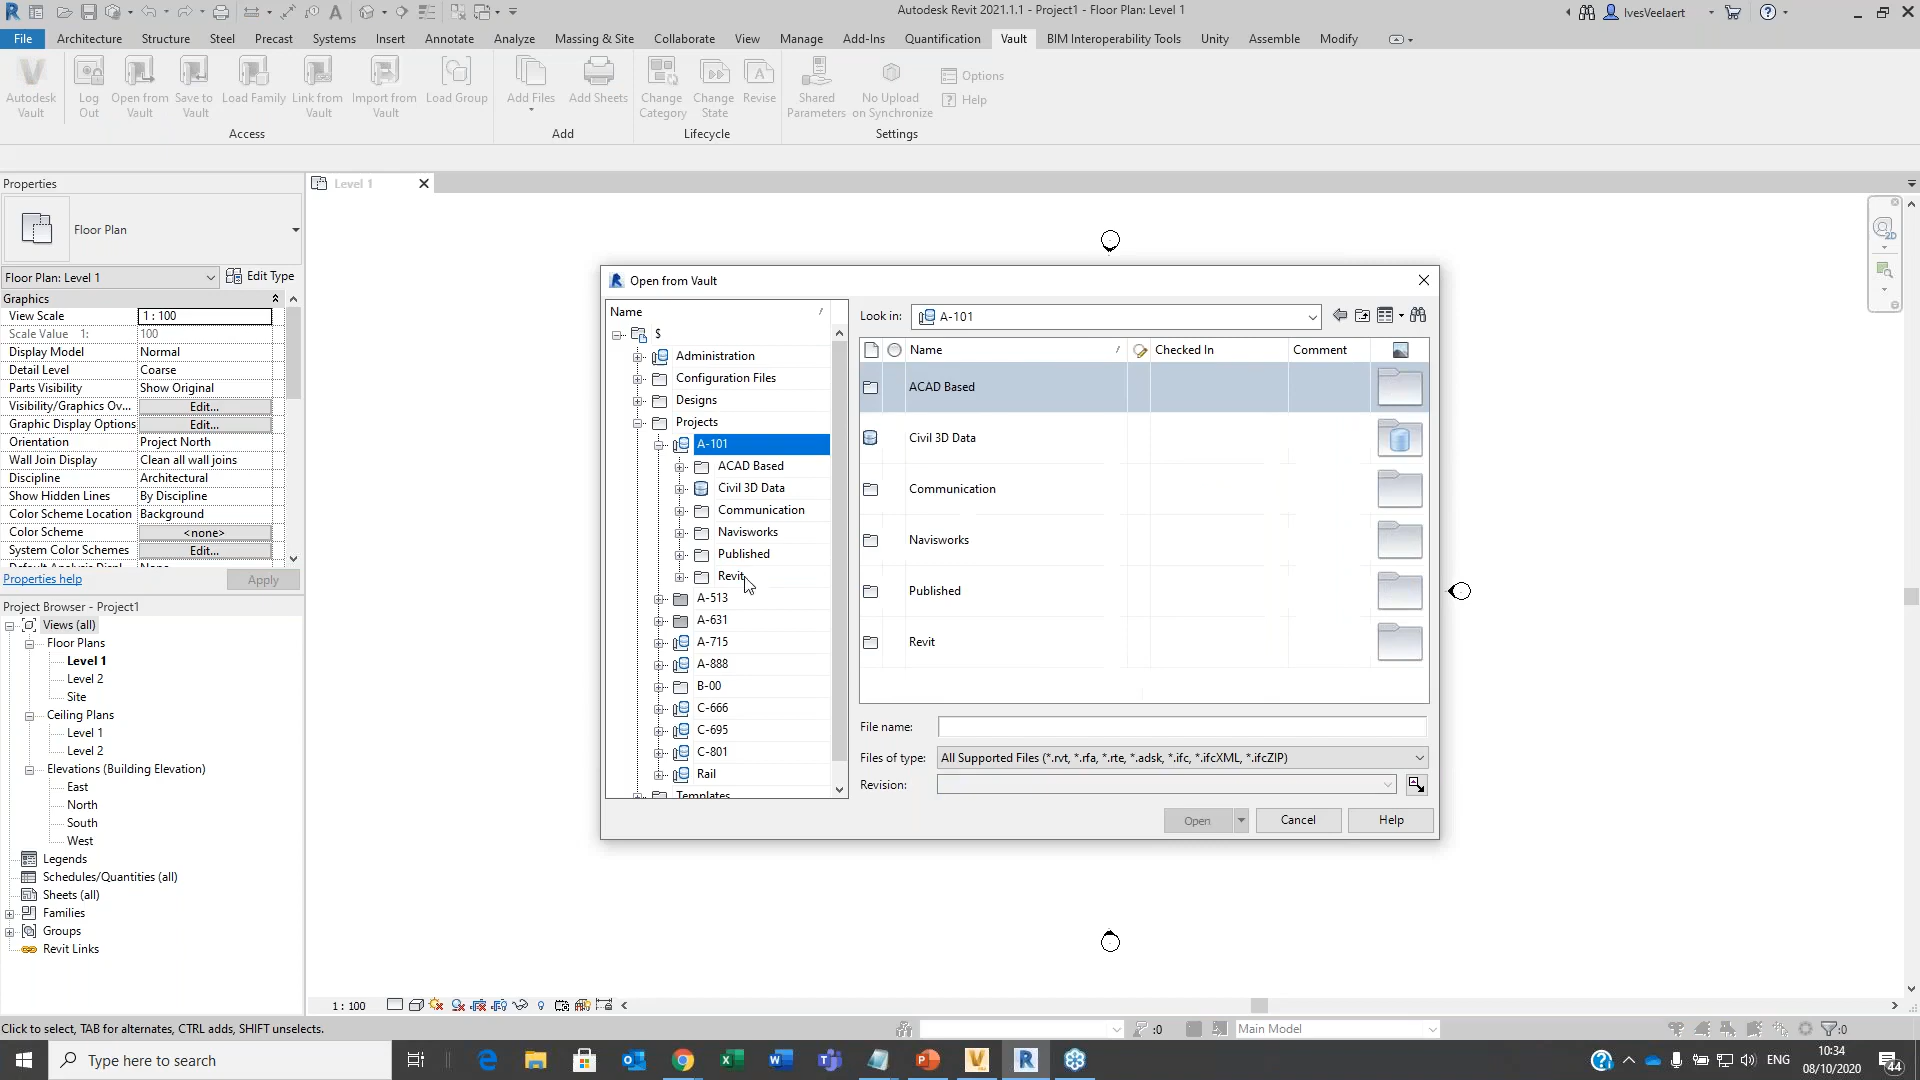 Autodesk Revit 2021.1.1 - Project1 - Floor Plan: Level 1
IvesVeelaert
File Architecture Structure Steel Precast Systems Insert Annotate Analyze Massing & Site Collaborate View Manage Add-Ins Quantification Vault BIM Interoperability Tools Unity Assemble Modify
Autodesk Vault
Log Out
Open from Vault
Save to Vault
Load Family
Link from Vault
Import from Vault
Load Group
Add Files
Add Sheets
Change Category
Change State
Revise
Shared Parameters
No Upload on Synchronize
Options
Help
Access
Add
Lifecycle
Settings
Properties
Level 1
Floor Plan
Floor Plan: Level 1
Edit Type
Graphics
View Scale 1 : 100
Scale Value 1: 100
Display Model Normal
Detail Level Coarse
Parts Visibility Show Original
Visibility/Graphics Ov... Edit...
Graphic Display Options Edit...
Orientation Project North
Wall Join Display Clean all wall joins
Discipline Architectural
Show Hidden Lines By Discipline
Color Scheme Location Background
Color Scheme <none>
System Color Schemes Edit...
Properties help
Apply
Project Browser - Project1
Views (all)
Floor Plans
Level 1
Level 2
Site
Ceiling Plans
Level 1
Level 2
Elevations (Building Elevation)
East
North
South
West
Legends
Schedules/Quantities (all)
Sheets (all)
Families
Groups
Revit Links
Open from Vault
Name
$
Administration
Configuration Files
Designs
Projects
A-101
ACAD Based
Civil 3D Data
Communication
Navisworks
Published
Revit
A-513
A-631
A-715
A-888
B-00
C-666
C-695
C-801
Rail
Templates
Look in: A-101
Name Checked In Comment
ACAD Based
Civil 3D Data
Communication
Navisworks
Published
Revit
File name:
Files of type: All Supported Files (*.rvt, *.rfa, *.rte, *.adsk, *.ifc, *.ifcXML, *.ifcZIP)
Revision:
Open
Cancel
Help
2D
1 : 100
Click to select, TAB for alternates, CTRL adds, SHIFT unselects.
:0
Main Model
:0
Type here to search
ENG
10:34
08/10/2020
44